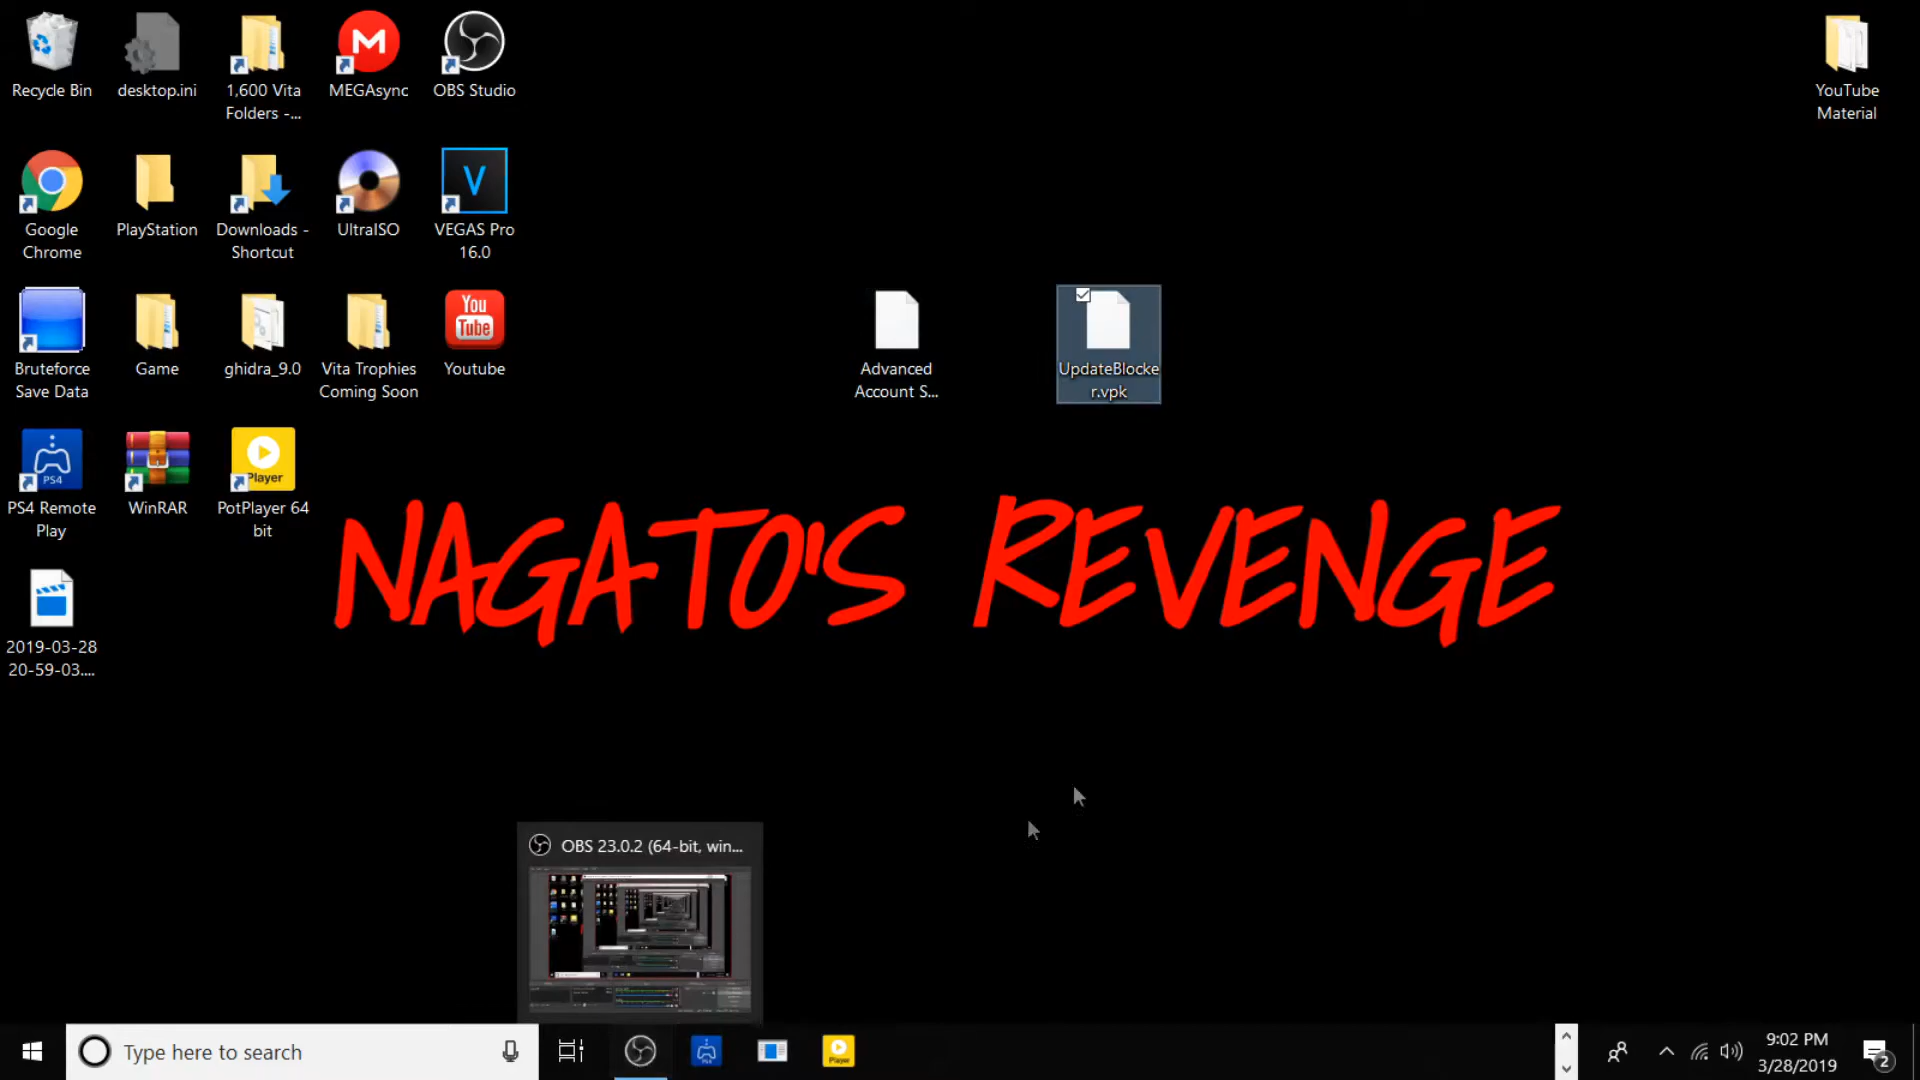 Recycle Bin
desktop.ini
1,600 Vita
Folders -...
MEGAsync
OBS Studio
YouTube
Material
Google
Chrome
PlayStation
Downloads -
Shortcut
UltraISO
V
VEGAS Pro
16.0
Bruteforce
Save Data
Game
ghidra_9.0
Vita Trophies
Coming Soon
You
Tube
Youtube
Advanced
Account S...
UpdateBlocke
r.vpk
PS4
PS4 Remote
Play
WinRAR
Player
PotPlayer 64
bit
NAGATO'S REVENGE
2019-03-28
20-59-03....
OBS 23.0.2 (64-bit, win...
Type here to search
PS4
Player
9:02 PM
3/28/2019
2